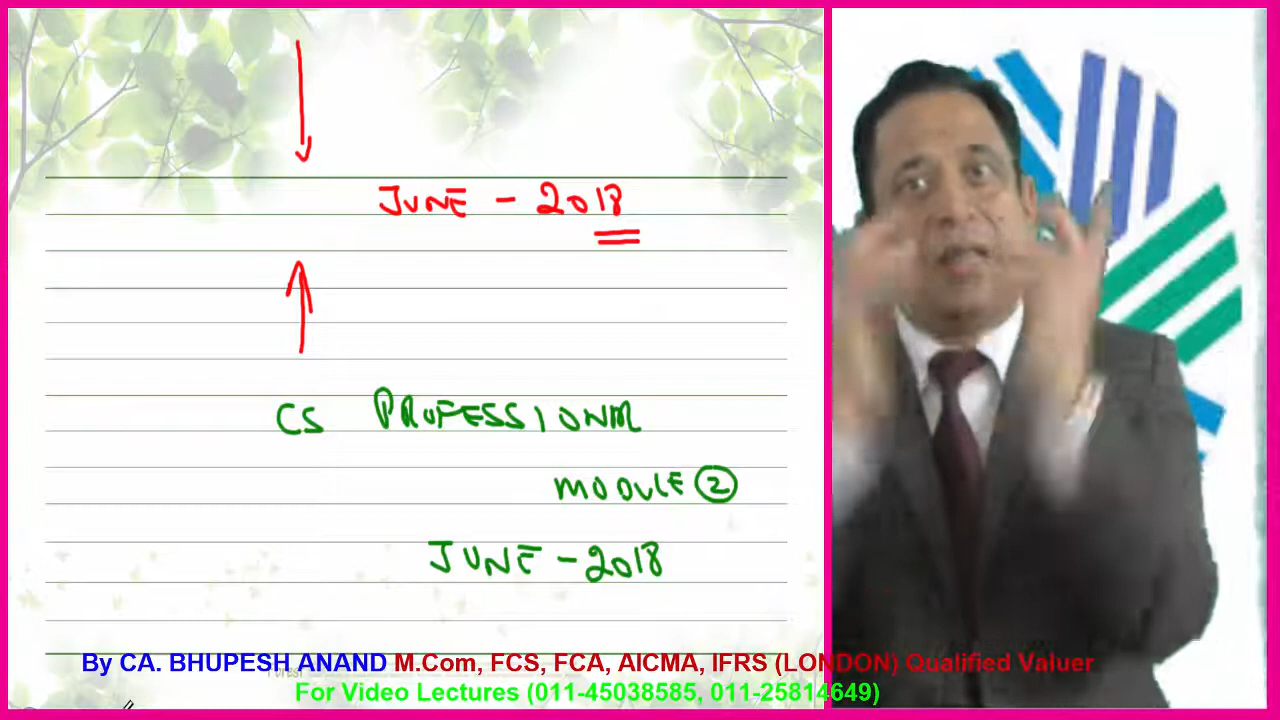 JUNE - 2018
CS PROFESSIONAL
MODULE 2
JUNE - 2018
By CA. BHUPESH ANAND M.Com, FCS, FCA, AICMA, IFRS (LONDON) Qualified Valuer
For Video Lectures (011-45038585, 011-25814649)